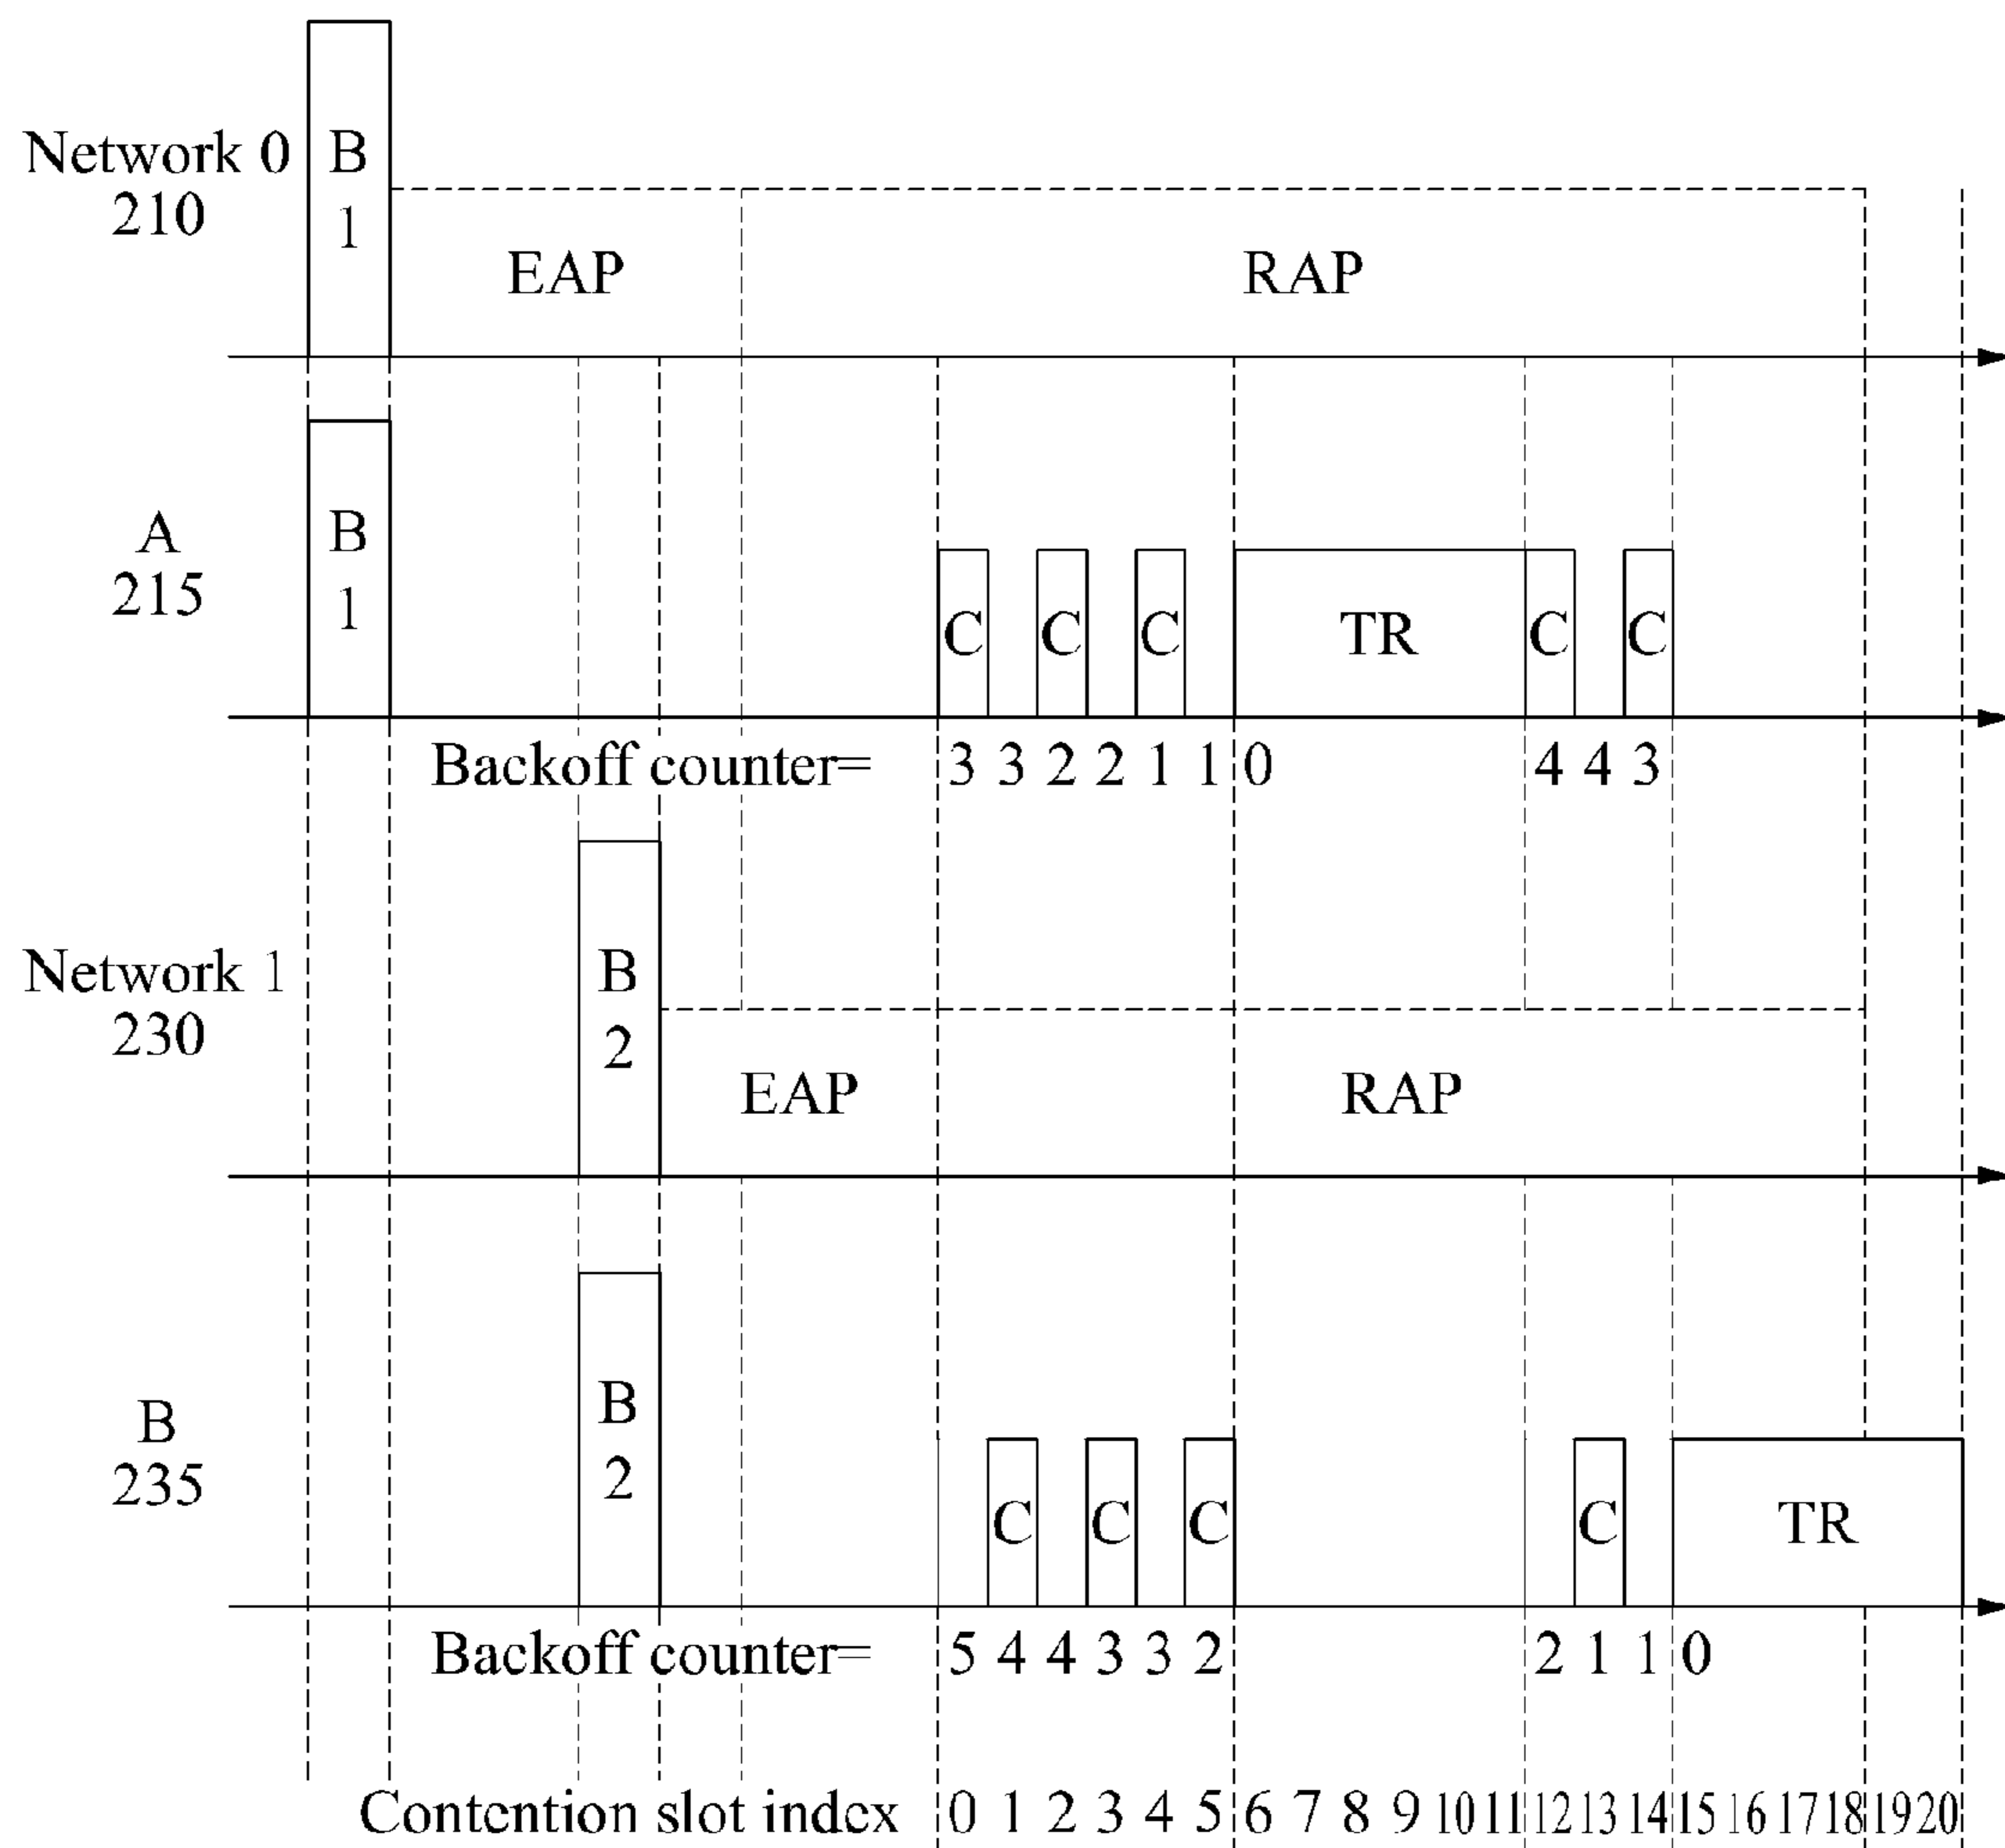 Network 0
210
B
1
EAP
RAP
A
215
B
1
C
C
C
TR
C
C
Backoff counter= 3 3 2 2 1 1 0 4 4 3
Network 1
230
B
2
EAP
RAP
B
235
B
2
C
C
C
C
TR
Backoff counter= 5 4 4 3 3 2 2 1 1 0
Contention slot index 0 1 2 3 4 5 6 7 8 9 10 11 12 13 14 15 16 17 18 19 20